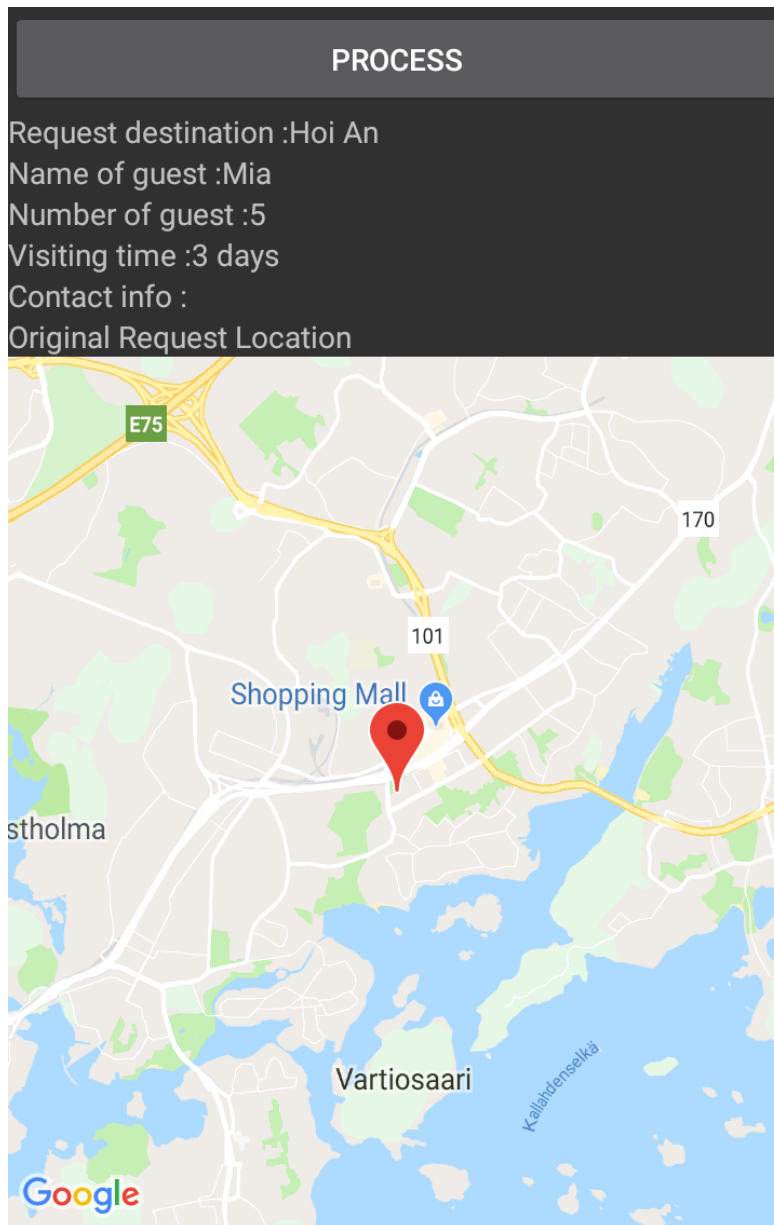 PROCESS
Request destination :Hoi An
Name of guest :Mia
Number of guest :5
Visiting time :3 days
Contact info :
Original Request Location
E75
170
101
Shopping Mall
stholma
Vartiosaari
Kallahdenselkä
Google